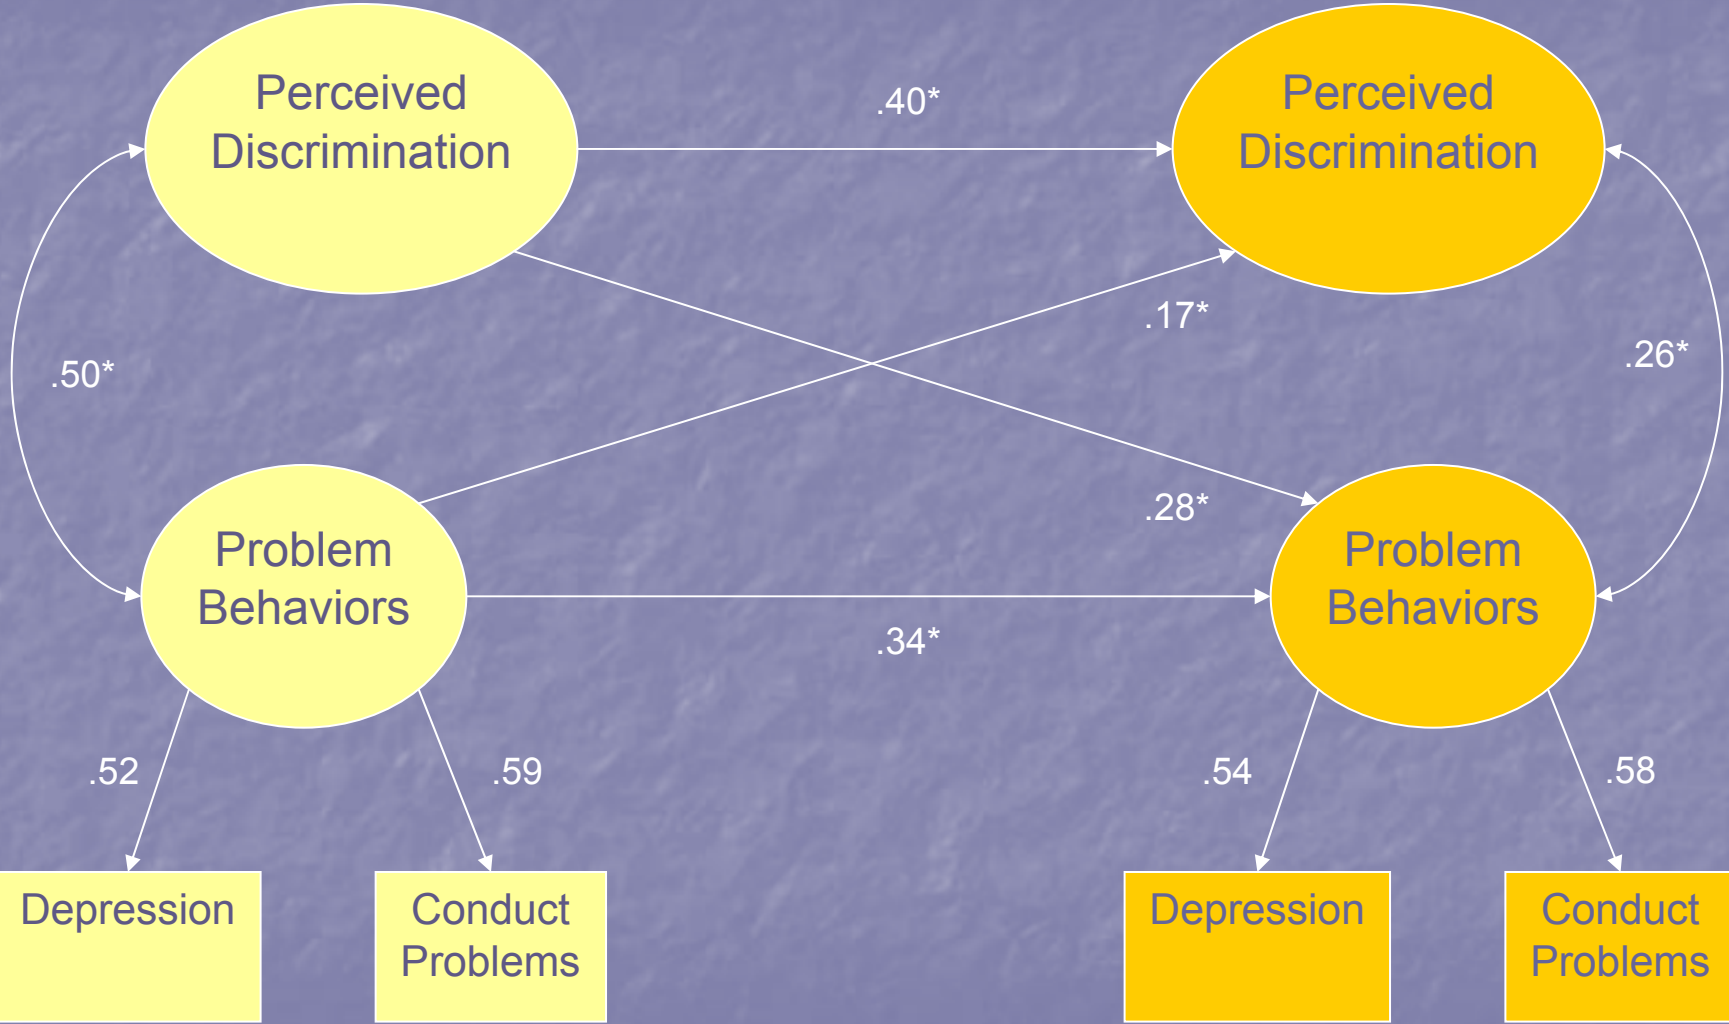 Perceived
Discrimination
.40*
Perceived
Discrimination
.50*
.17*
.26*
.28*
Problem
Behaviors
.34*
Problem
Behaviors
.52
.59
.54
.58
Depression
Conduct
Problems
Depression
Conduct
Problems